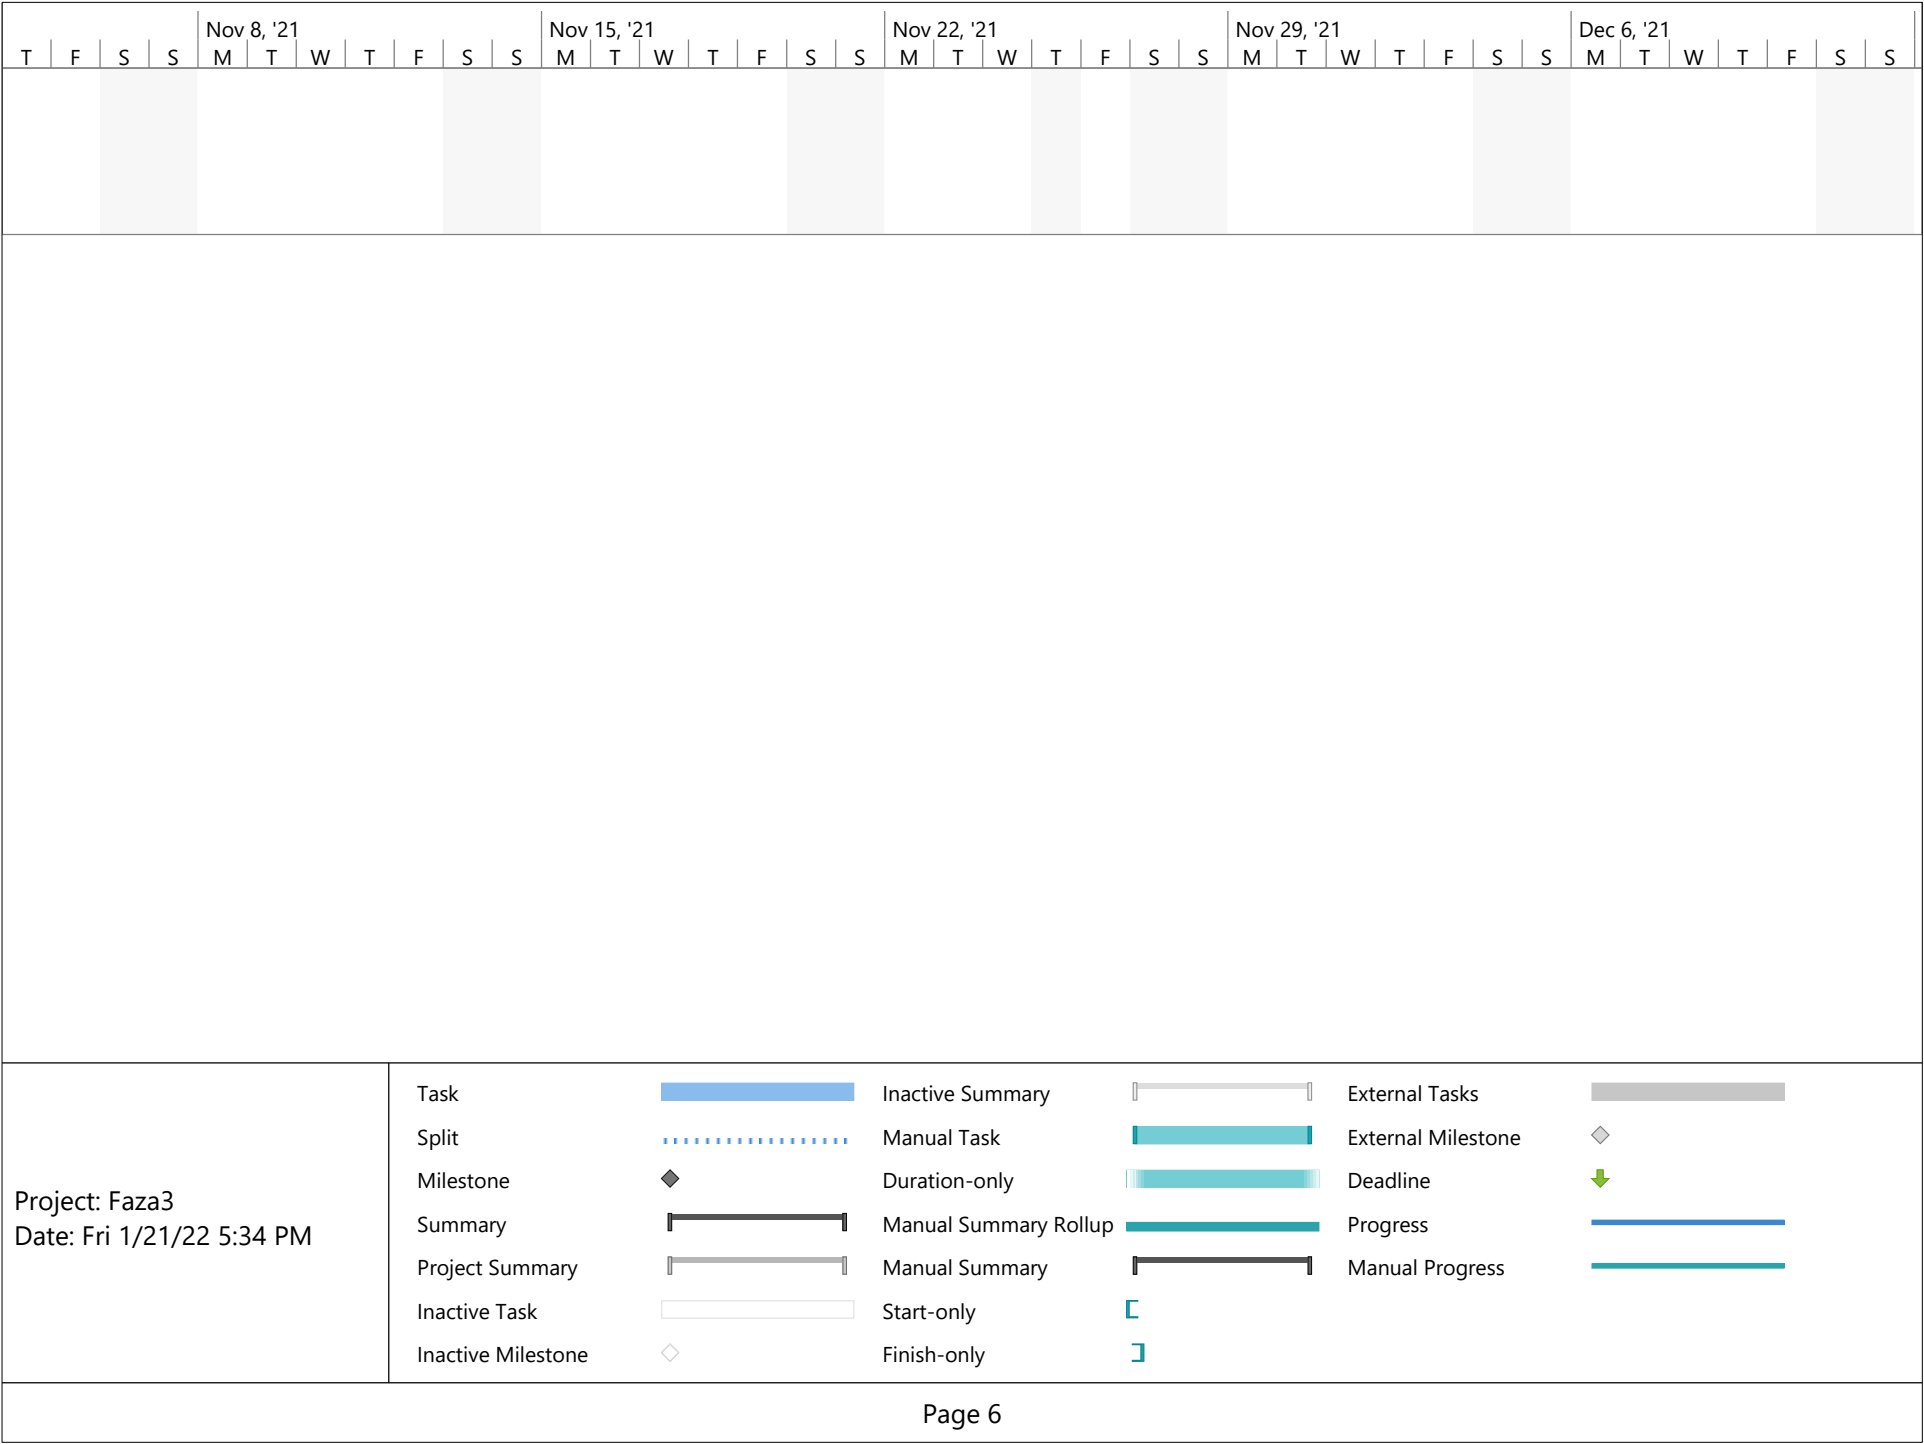 Nov 8, '21 Nov 15, '21 Nov 22, '21 Nov 29, '21 Dec 6, '21
T F S S M T W T F S S M T W T F S S M T W T F S S M T W T F S S M T W T F S S
Task Inactive Summary External Tasks
Split Manual Task External Milestone
Milestone Duration-only Deadline
Project: Faza3
Date: Fri 1/21/22 5:34 PM
Summary Manual Summary Rollup Progress
Project Summary Manual Summary Manual Progress
Inactive Task Start-only
Inactive Milestone Finish-only
Page 6